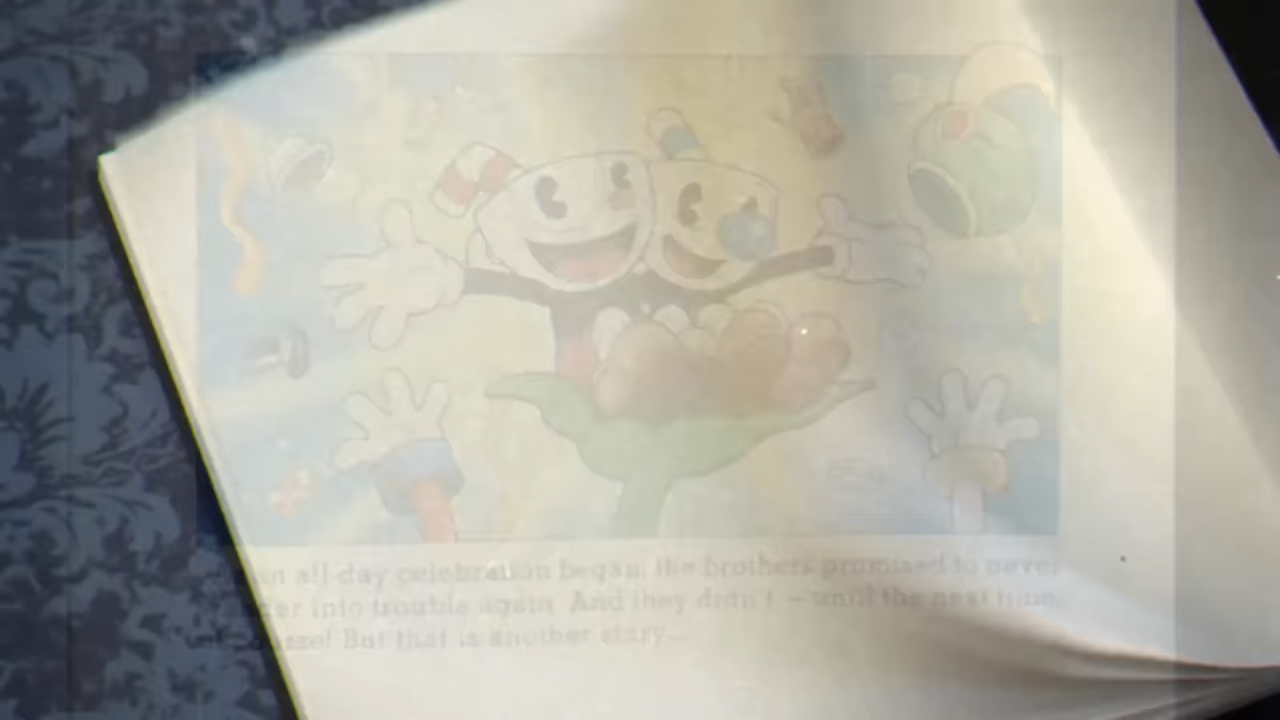 an all-day celebration began, the brothers promised to never
into trouble again. And they didn't – until the next time,
But that is another story...